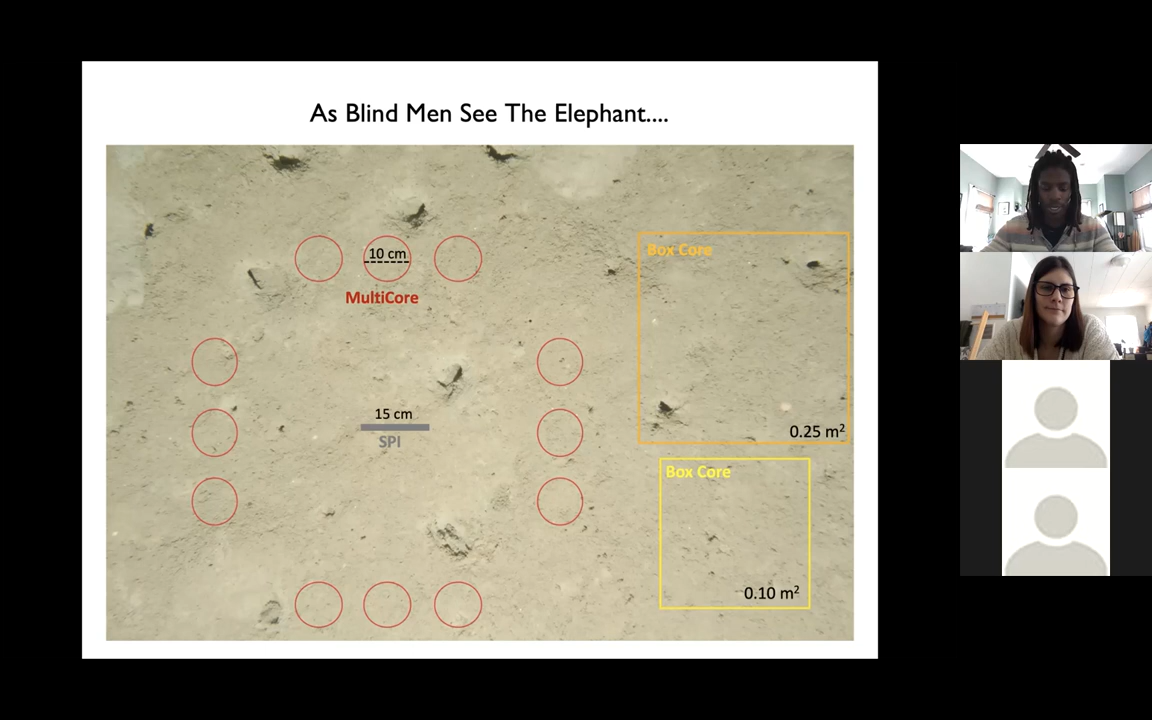 As Blind Men See The Elephant....
10 cm
MultiCore
Box Core
15 cm
SPI
0.25 m²
Box Core
0.10 m²